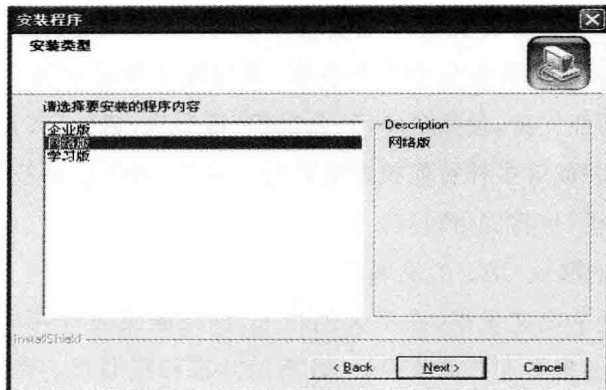 安装程序
安装类型
请选择要安装的程序内容
企业版
网络版
学习版
Description
网络版
InstallShield
< Back
Next >
Cancel